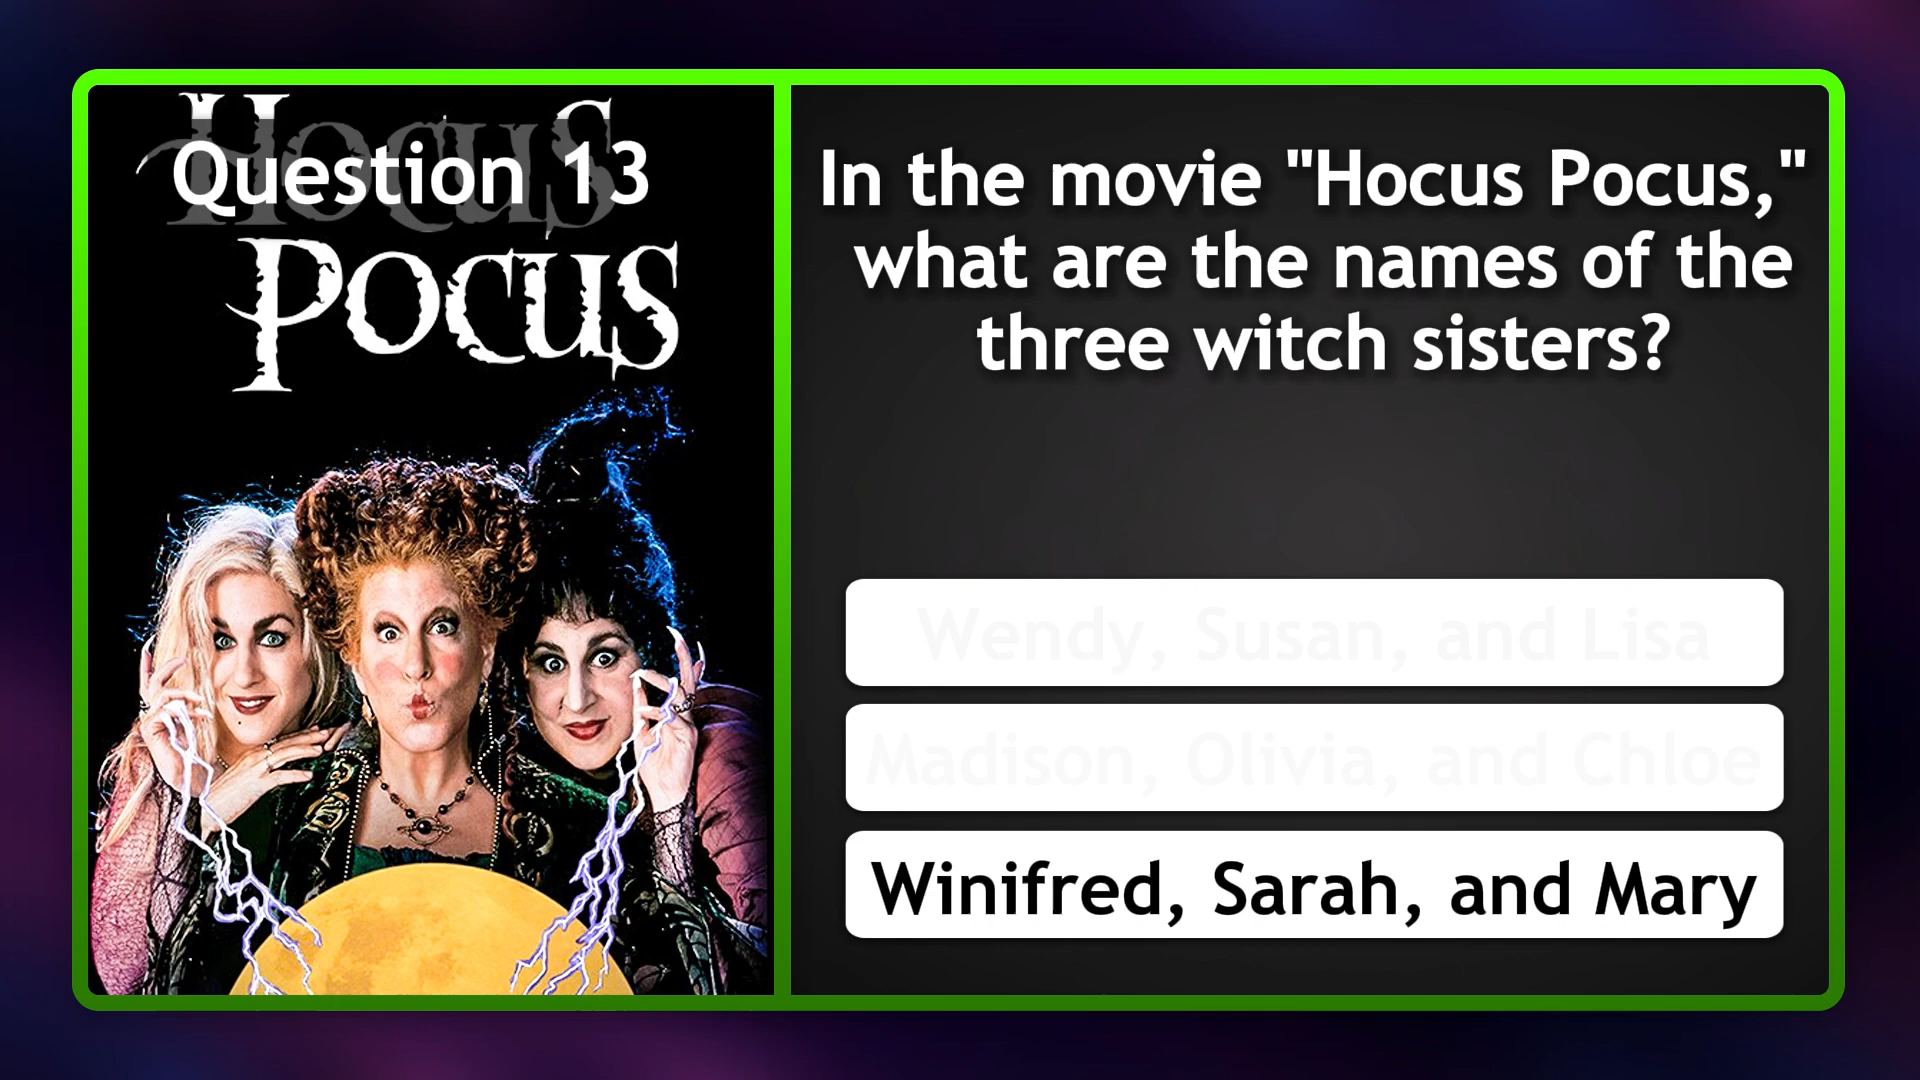 Hocus
Question 13
Pocus
In the movie "Hocus Pocus,"
what are the names of the
three witch sisters?
Wendy, Susan, and Lisa
Madison, Olivia, and Chloe
Winifred, Sarah, and Mary